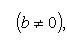 (b ≠ 0),